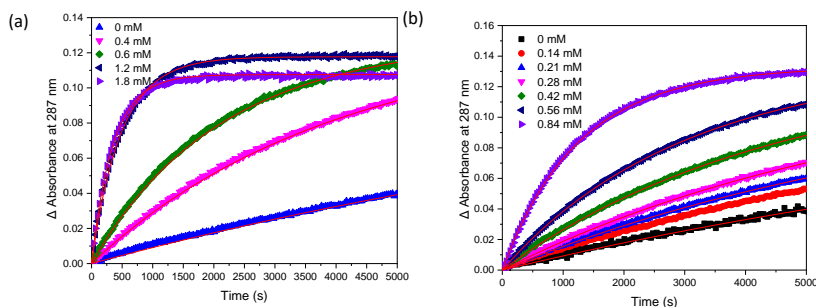 (a)
0.14
0.12
0.10
0.08
0.06
0.04
0.02
0.00
Δ Absorbance at 287 nm
0 mM
0.4 mM
0.6 mM
1.2 mM
1.8 mM
0 500 1000 1500 2000 2500 3000 3500 4000 4500 5000
Time (s)
(b)
0.16
0.14
0.12
0.10
0.08
0.06
0.04
0.02
0.00
Δ Absorbance at 287 nm
0 mM
0.14 mM
0.21 mM
0.28 mM
0.42 mM
0.56 mM
0.84 mM
0 1000 2000 3000 4000 5000
Time (s)